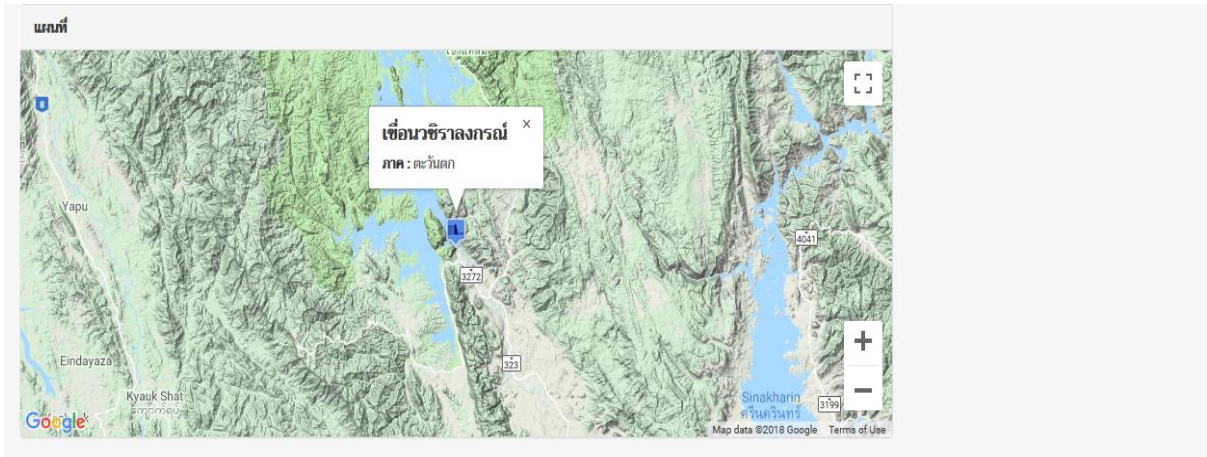 แผนที่
8
เขื่อนวชิราลงกรณ์
×
ภาค : ตะวันตก
Yapu
4041
3272
Eindayaza
323
Kyauk Shat
Sinakharin
ศรีนครินทร์
3199
Google
Map data ©2018 Google
Terms of Use